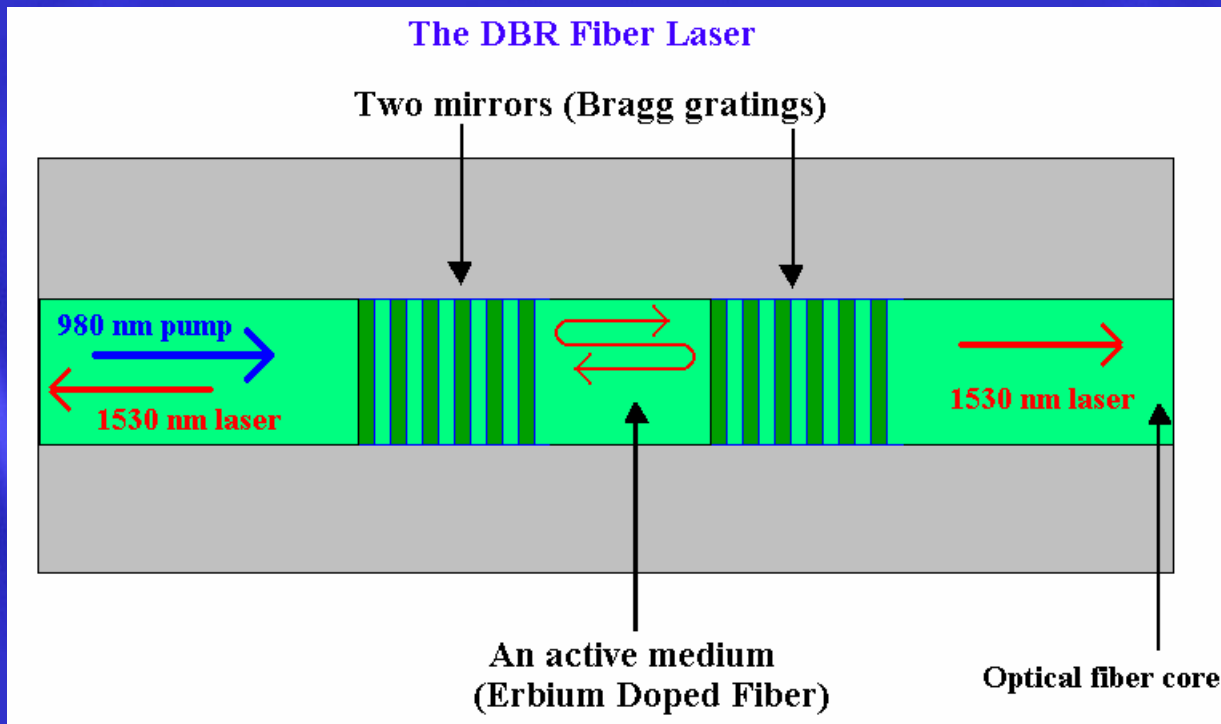 The DBR Fiber Laser
Two mirrors (Bragg gratings)
980 nm pump
1530 nm laser
1530 nm laser
An active medium
(Erbium Doped Fiber)
Optical fiber core